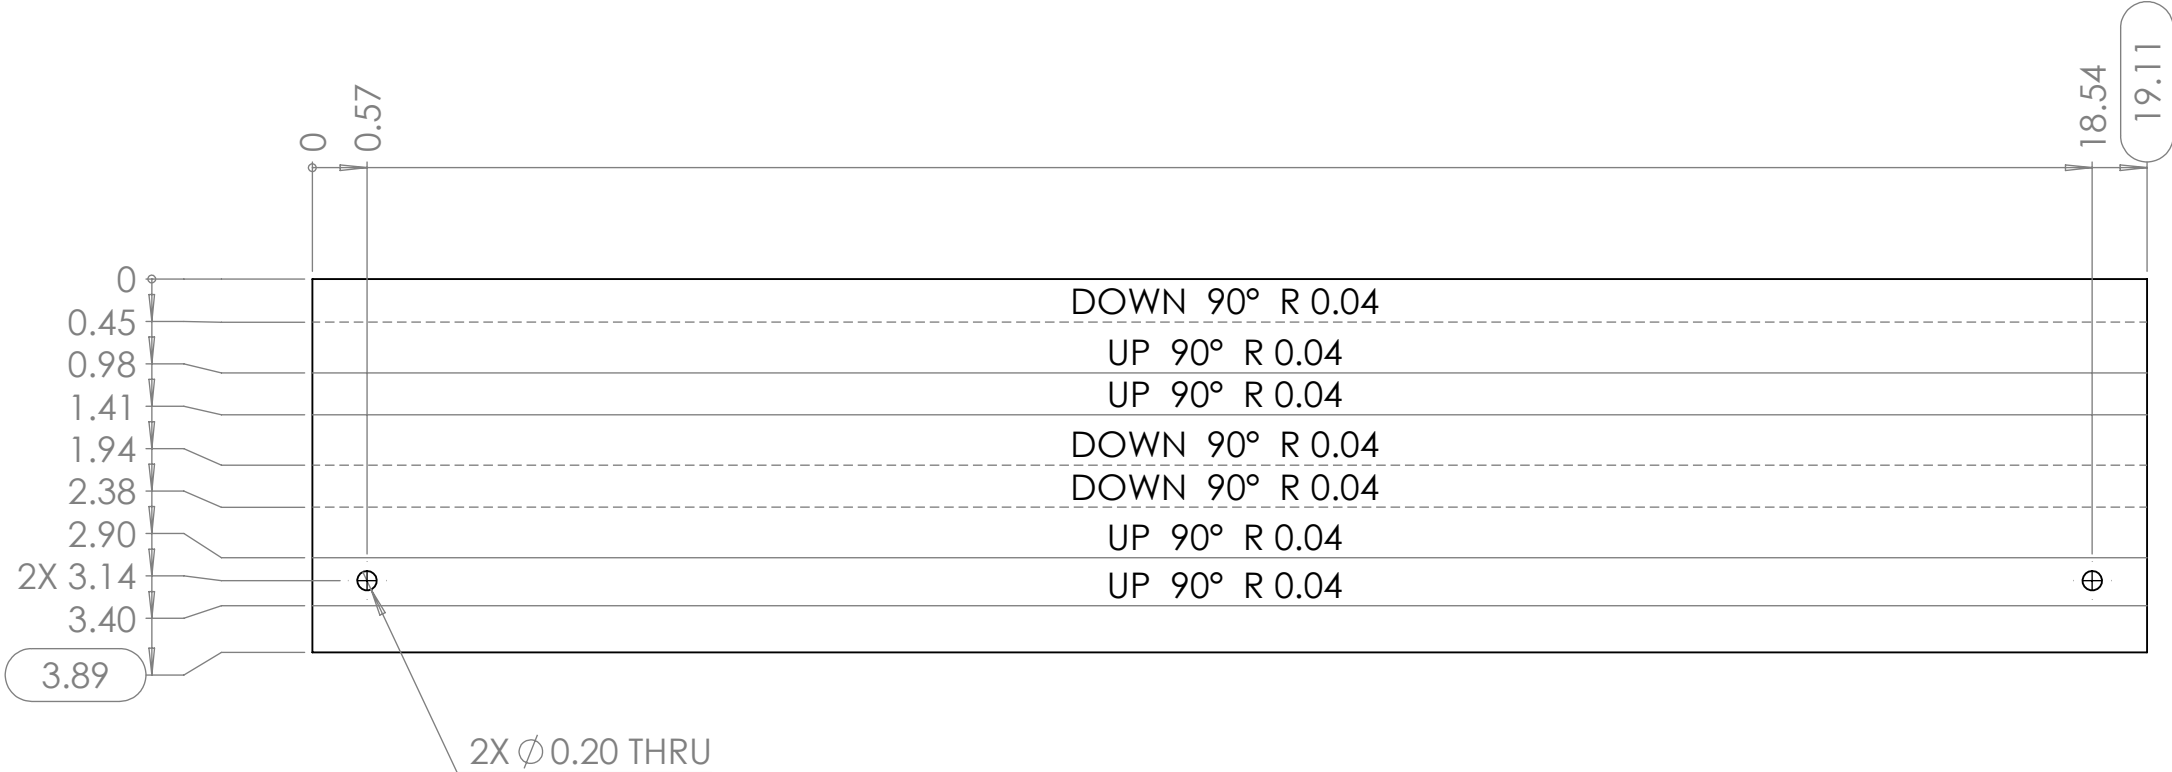 0
0.57
18.54
19.11
0
0.45
0.98
1.41
1.94
2.38
2.90
2X 3.14
3.40
3.89
DOWN 90° R 0.04
UP 90° R 0.04
UP 90° R 0.04
DOWN 90° R 0.04
DOWN 90° R 0.04
UP 90° R 0.04
UP 90° R 0.04
2X ∅ 0.20 THRU